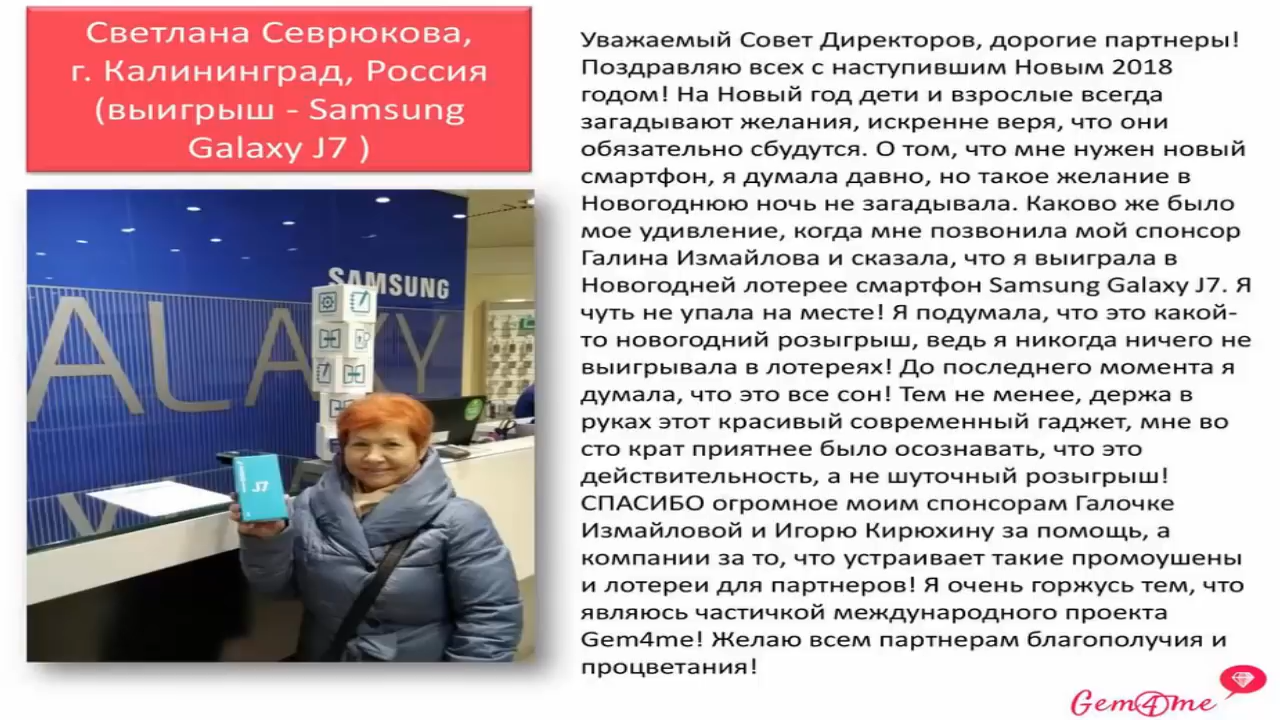 Светлана Севрюкова,
г. Калининград, Россия
(выигрыш - Samsung
Galaxy J7 )
SAMSUNG
ALAXY
J7
Уважаемый Совет Директоров, дорогие партнеры!
Поздравляю всех с наступившим Новым 2018
годом! На Новый год дети и взрослые всегда
загадывают желания, искренне веря, что они
обязательно сбудутся. О том, что мне нужен новый
смартфон, я думала давно, но такое желание в
Новогоднюю ночь не загадывала. Каково же было
мое удивление, когда мне позвонила мой спонсор
Галина Измайлова и сказала, что я выиграла в
Новогодней лотерее смартфон Samsung Galaxy J7. Я
чуть не упала на месте! Я подумала, что это какой-
то новогодний розыгрыш, ведь я никогда ничего не
выигрывала в лотереях! До последнего момента я
думала, что это все сон! Тем не менее, держа в
руках этот красивый современный гаджет, мне во
сто крат приятнее было осознавать, что это
действительность, а не шуточный розыгрыш!
СПАСИБО огромное моим спонсорам Галочке
Измайловой и Игорю Кирюхину за помощь, а
компании за то, что устраивает такие промоушены
и лотереи для партнеров! Я очень горжусь тем, что
являюсь частичкой международного проекта
Gem4me! Желаю всем партнерам благополучия и
процветания!
Gem4me